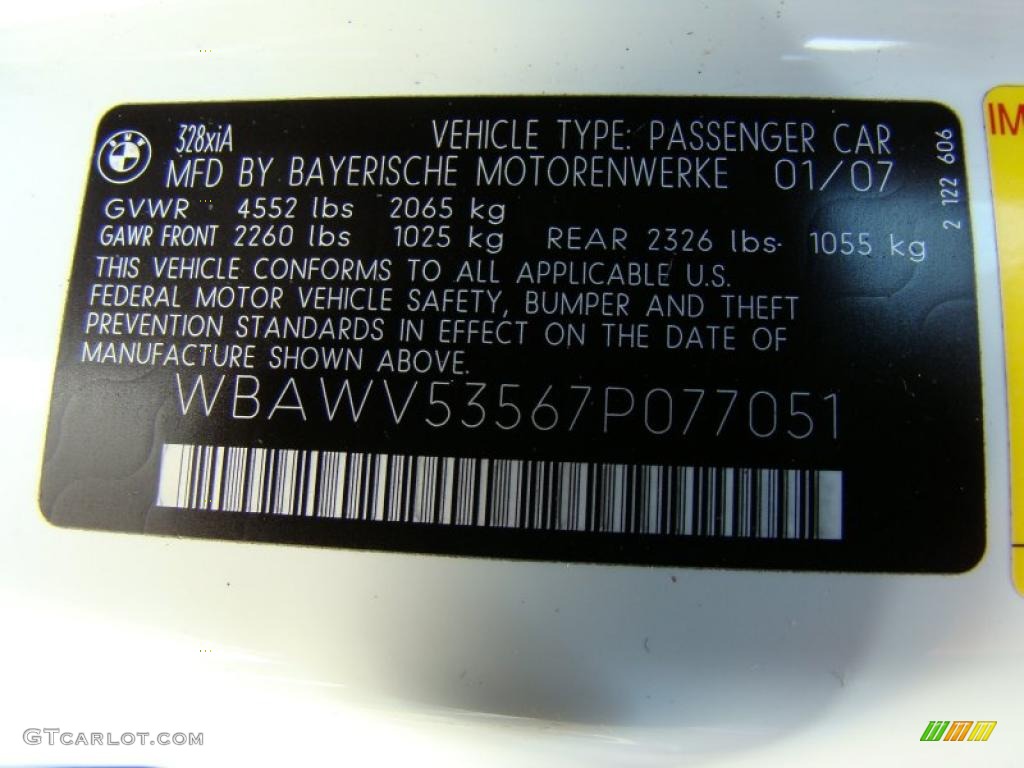 328xiA
VEHICLE TYPE: PASSENGER CAR
MFD BY BAYERISCHE MOTORENWERKE 01/07
GVWR 4552 lbs 2065 kg
GAWR FRONT 2260 lbs 1025 kg REAR 2326 lbs 1055 kg
THIS VEHICLE CONFORMS TO ALL APPLICABLE U.S.
FEDERAL MOTOR VEHICLE SAFETY, BUMPER AND THEFT
PREVENTION STANDARDS IN EFFECT ON THE DATE OF
MANUFACTURE SHOWN ABOVE.
WBAWV53567P077051
2 122 606
IM
GTCARLOT.COM